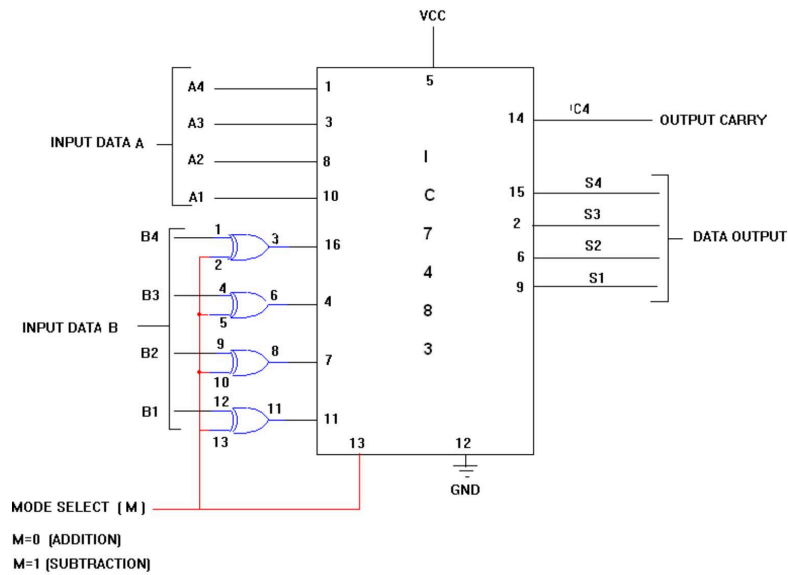 VCC
5
A4
1
A3
3
INPUT DATA A
A2
8
A1
10
14
C4
OUTPUT CARRY
I
C
7
4
8
3
15
S4
2
S3
DATA OUTPUT
6
S2
9
S1
B4
1
2
3
16
B3
4
5
6
4
INPUT DATA B
B2
9
10
8
7
B1
12
13
11
11
13
12
GND
MODE SELECT ( M )
M=0 (ADDITION)
M=1 (SUBTRACTION)